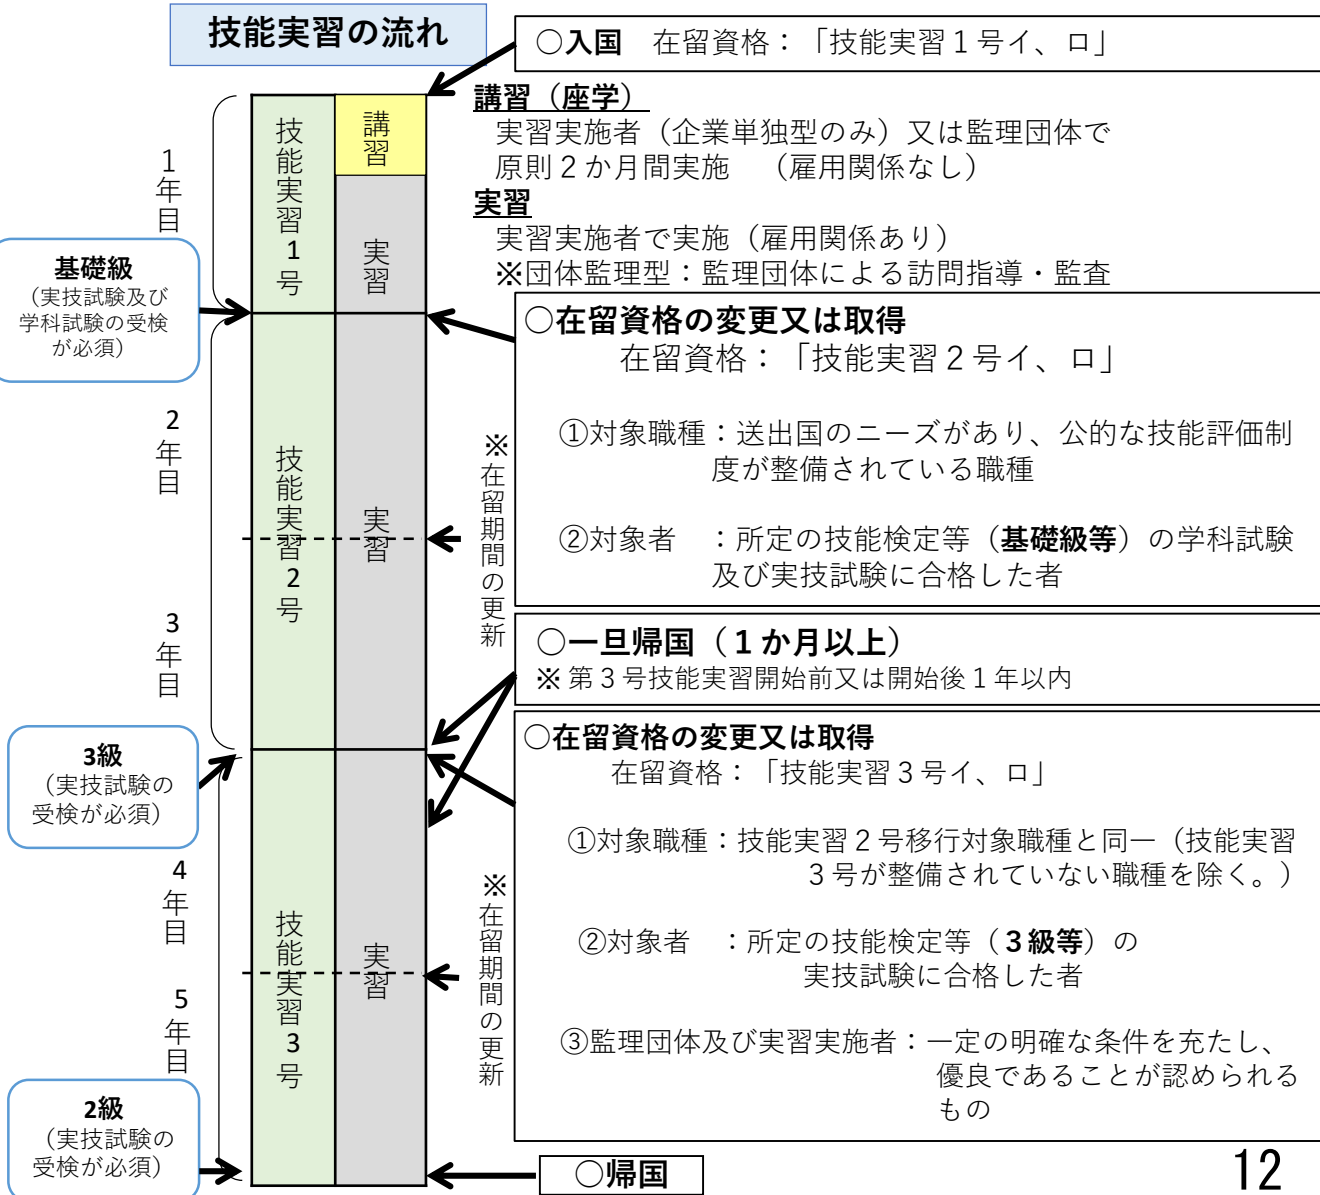 技能実習の流れ
○入国　在留資格：「技能実習１号イ、ロ」
講習（座学）
実習実施者（企業単独型のみ）又は監理団体で
原則２か月間実施　（雇用関係なし）
実習
実習実施者で実施（雇用関係あり）
※団体監理型：監理団体による訪問指導・監査
1年目
技能実習1号
講習
実習
基礎級
（実技試験及び
学科試験の受検
が必須）
○在留資格の変更又は取得
在留資格：「技能実習２号イ、ロ」
①対象職種：送出国のニーズがあり、公的な技能評価制
度が整備されている職種
②対象者　：所定の技能検定等（基礎級等）の学科試験
及び実技試験に合格した者
2年目
技能実習2号
実習
※在留期間の更新
3年目
○一旦帰国（１か月以上）
※第３号技能実習開始前又は開始後１年以内
3級
（実技試験の
受検が必須）
○在留資格の変更又は取得
在留資格：「技能実習３号イ、ロ」
①対象職種：技能実習２号移行対象職種と同一（技能実習
３号が整備されていない職種を除く。）
②対象者　：所定の技能検定等（３級等）の
実技試験に合格した者
③監理団体及び実習実施者：一定の明確な条件を充たし、
優良であることが認められる
もの
4年目
技能実習3号
実習
※在留期間の更新
5年目
2級
（実技試験の
受検が必須）
○帰国
12